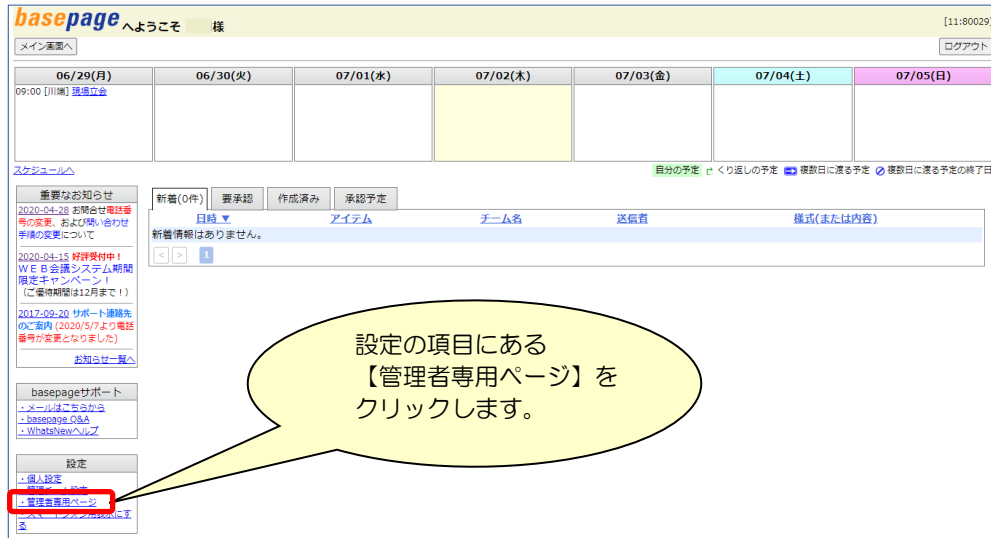 basepage へようこそ 様
[11:80029]
メイン画面へ
ログアウト
06/29(月) 06/30(火) 07/01(水) 07/02(木) 07/03(金) 07/04(土) 07/05(日)
09:00 [川端] 現場立会
スケジュールへ
自分の予定 くり返しの予定 複数日に渡る予定 複数日に渡る予定の終了日
重要なお知らせ
2020-04-28 お問合せ電話番
号の変更、および問い合わせ
手順の変更について
2020-04-15 好評受付中!
WEB会議システム期間
限定キャンペーン!
(ご優待期間は12月まで!)
2017-09-20 サポート連絡先
のご案内 (2020/5/7より電話
番号が変更となりました)
お知らせ一覧へ
新着(0件) 要承認 作成済み 承認予定
日時 ▼ アイテム チーム名 送信者 様式(または内容)
新着情報はありません。
< > 1
basepageサポート
・メールはこちらから
・basepage Q&A
・WhatsNewヘルプ
設定
・個人設定
・管理者専用ページ
・スマートフォン用表示にす
る
設定の項目にある
【管理者専用ページ】を
クリックします。